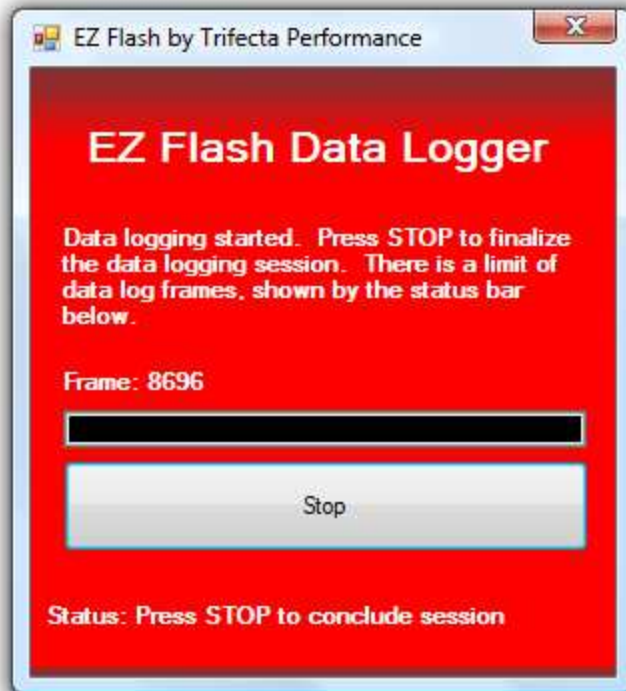 EZ Flash by Trifecta Performance
EZ Flash Data Logger
Data logging started.  Press STOP to finalize
the data logging session.  There is a limit of
data log frames, shown by the status bar
below.
Frame: 8696
Stop
Status: Press STOP to conclude session